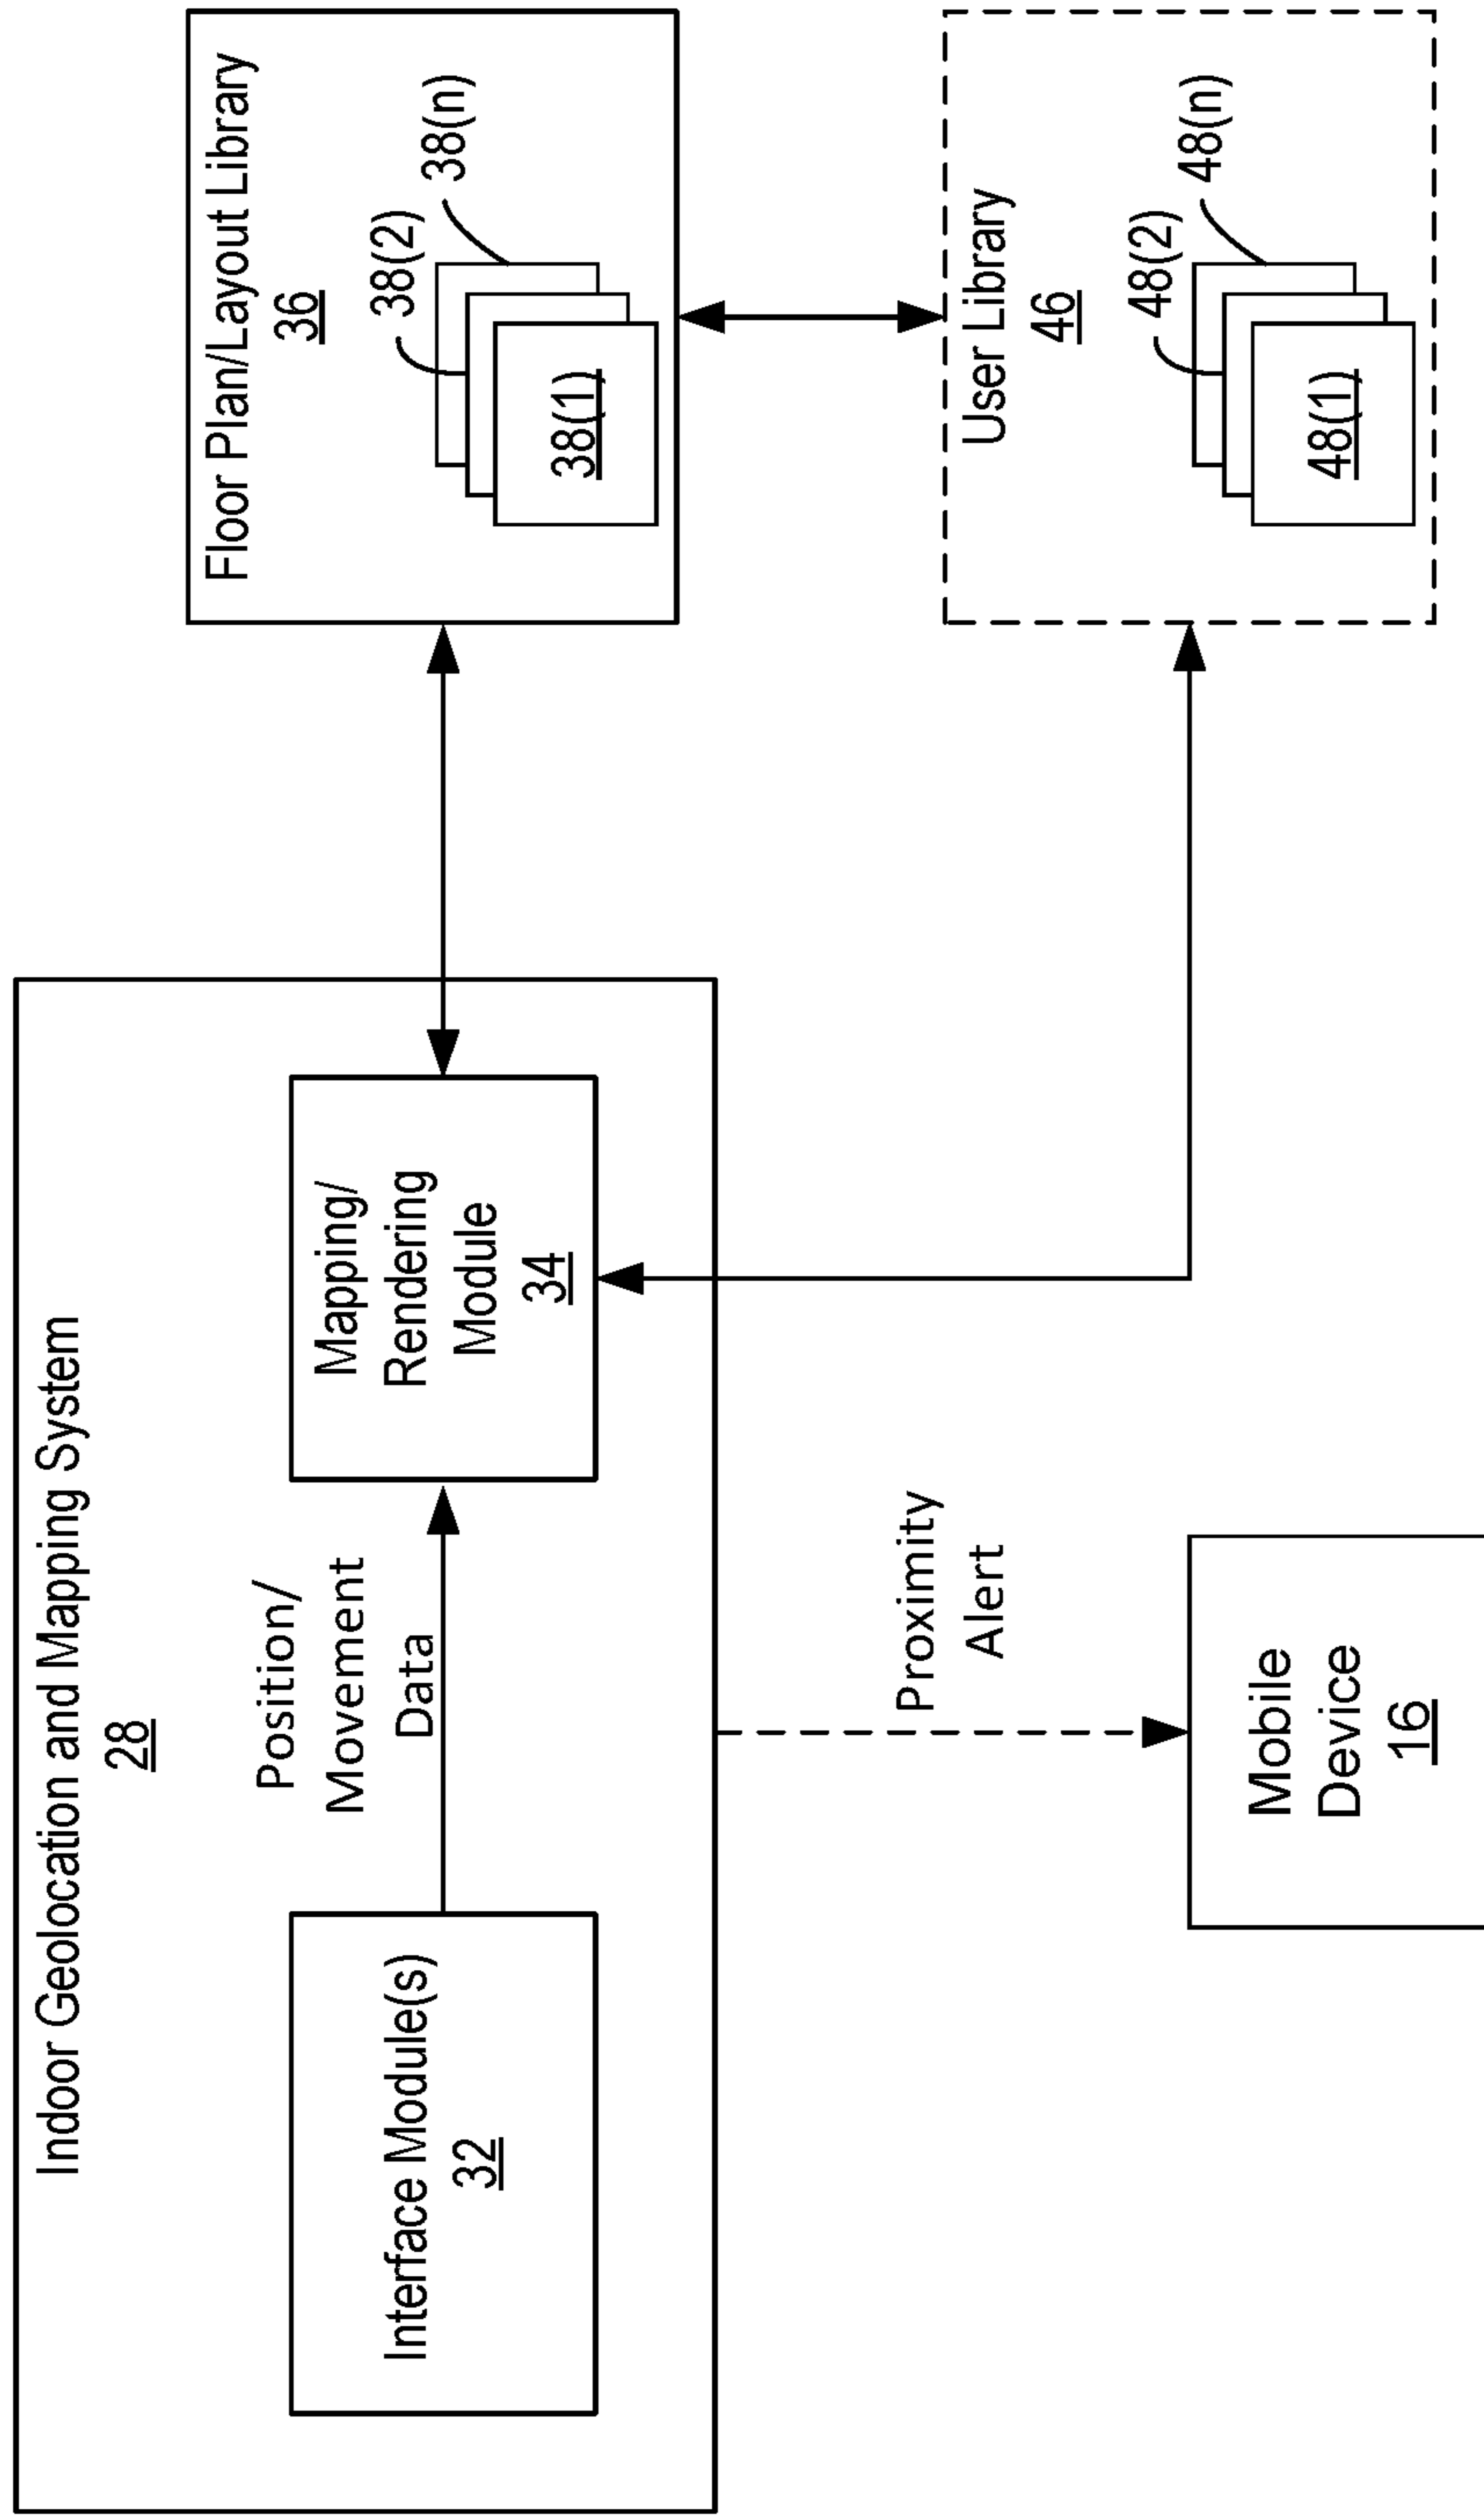 Indoor Geolocation and Mapping System
28
Interface Module(s)
32
Position/
Movement
Data
Mapping/
Rendering
Module
34
Floor Plan/Layout Library
36
38(2)
38(n)
38(1)
User Library
46
48(2)
48(n)
48(1)
Proximity
Alert
Mobile
Device
16